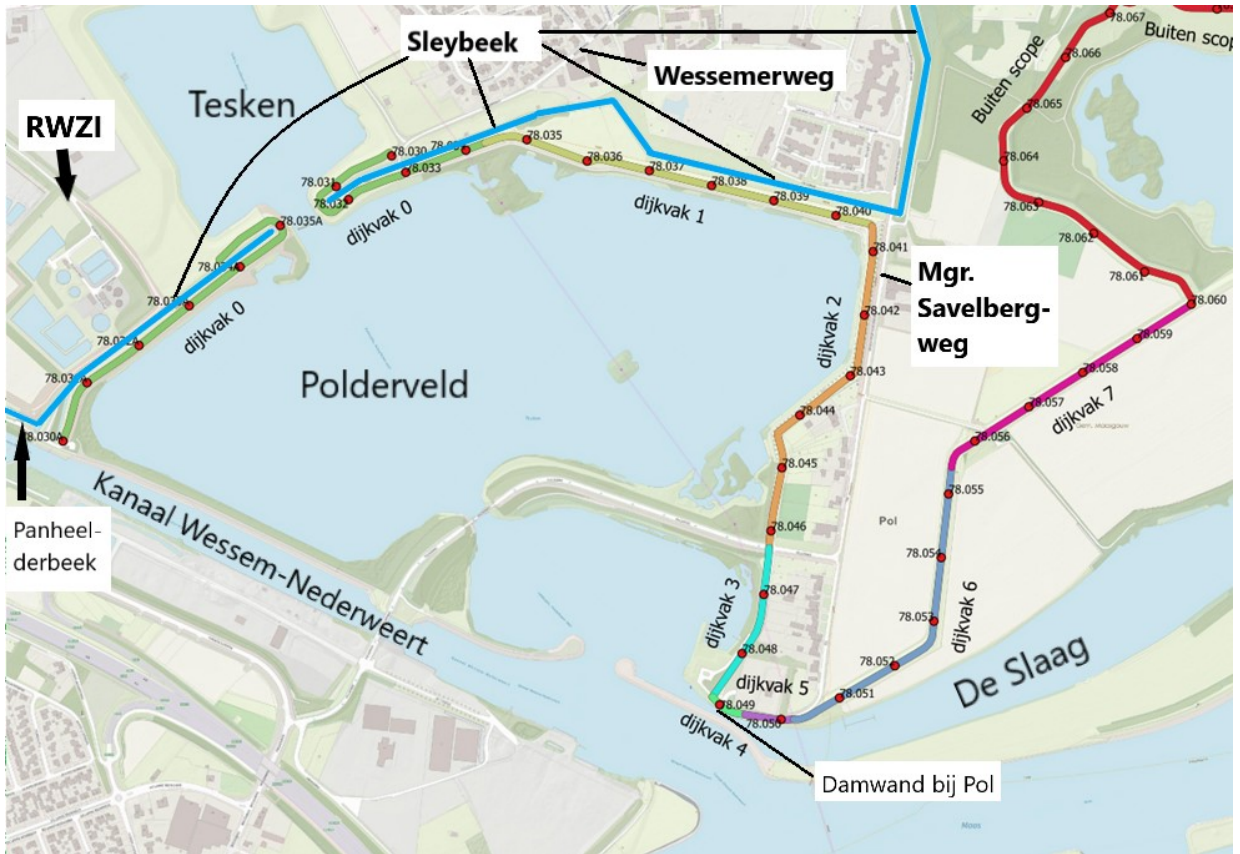 78.067
Buiten scope
Sleybeek
78.066
Buiten scope
Wessemerweg
Tesken
78.065
RWZI
78.035
78.030
78.033
78.036
78.064
78.037
78.031
78.038
78.032
dijkvak 0
dijkvak 1
78.039
78.040
78.063
78.035A
78.062
78.041
Mgr.
Savelberg-
weg
78.061
dijkvak 0
78.042
dijkvak 2
78.060
78.032A
78.059
Polderveld
78.043
78.058
78.044
78.057
dijkvak 7
78.030A
78.056
78.045
78.055
Kanaal Wessem-Nederweert
Panheel-
derbeek
Pol
78.046
78.054
dijkvak 3
78.047
dijkvak 6
78.053
78.048
78.052
De Slaag
dijkvak 5
78.051
78.049
78.050
dijkvak 4
Damwand bij Pol
Maas